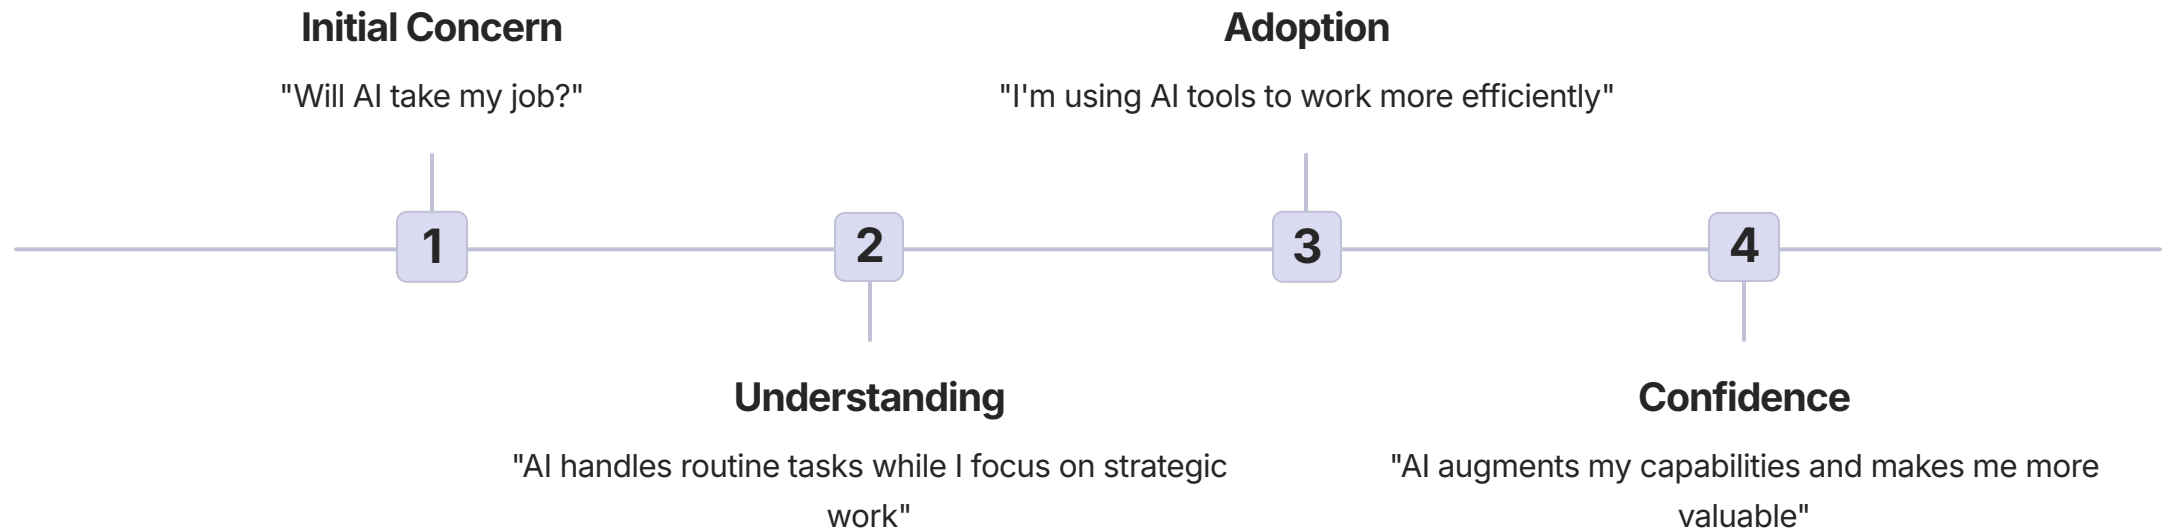 Initial Concern
"Will AI take my job?"
Adoption
"I'm using AI tools to work more efficiently"
1
2
3
4
Understanding
"AI handles routine tasks while I focus on strategic
work"
Confidence
"AI augments my capabilities and makes me more
valuable"